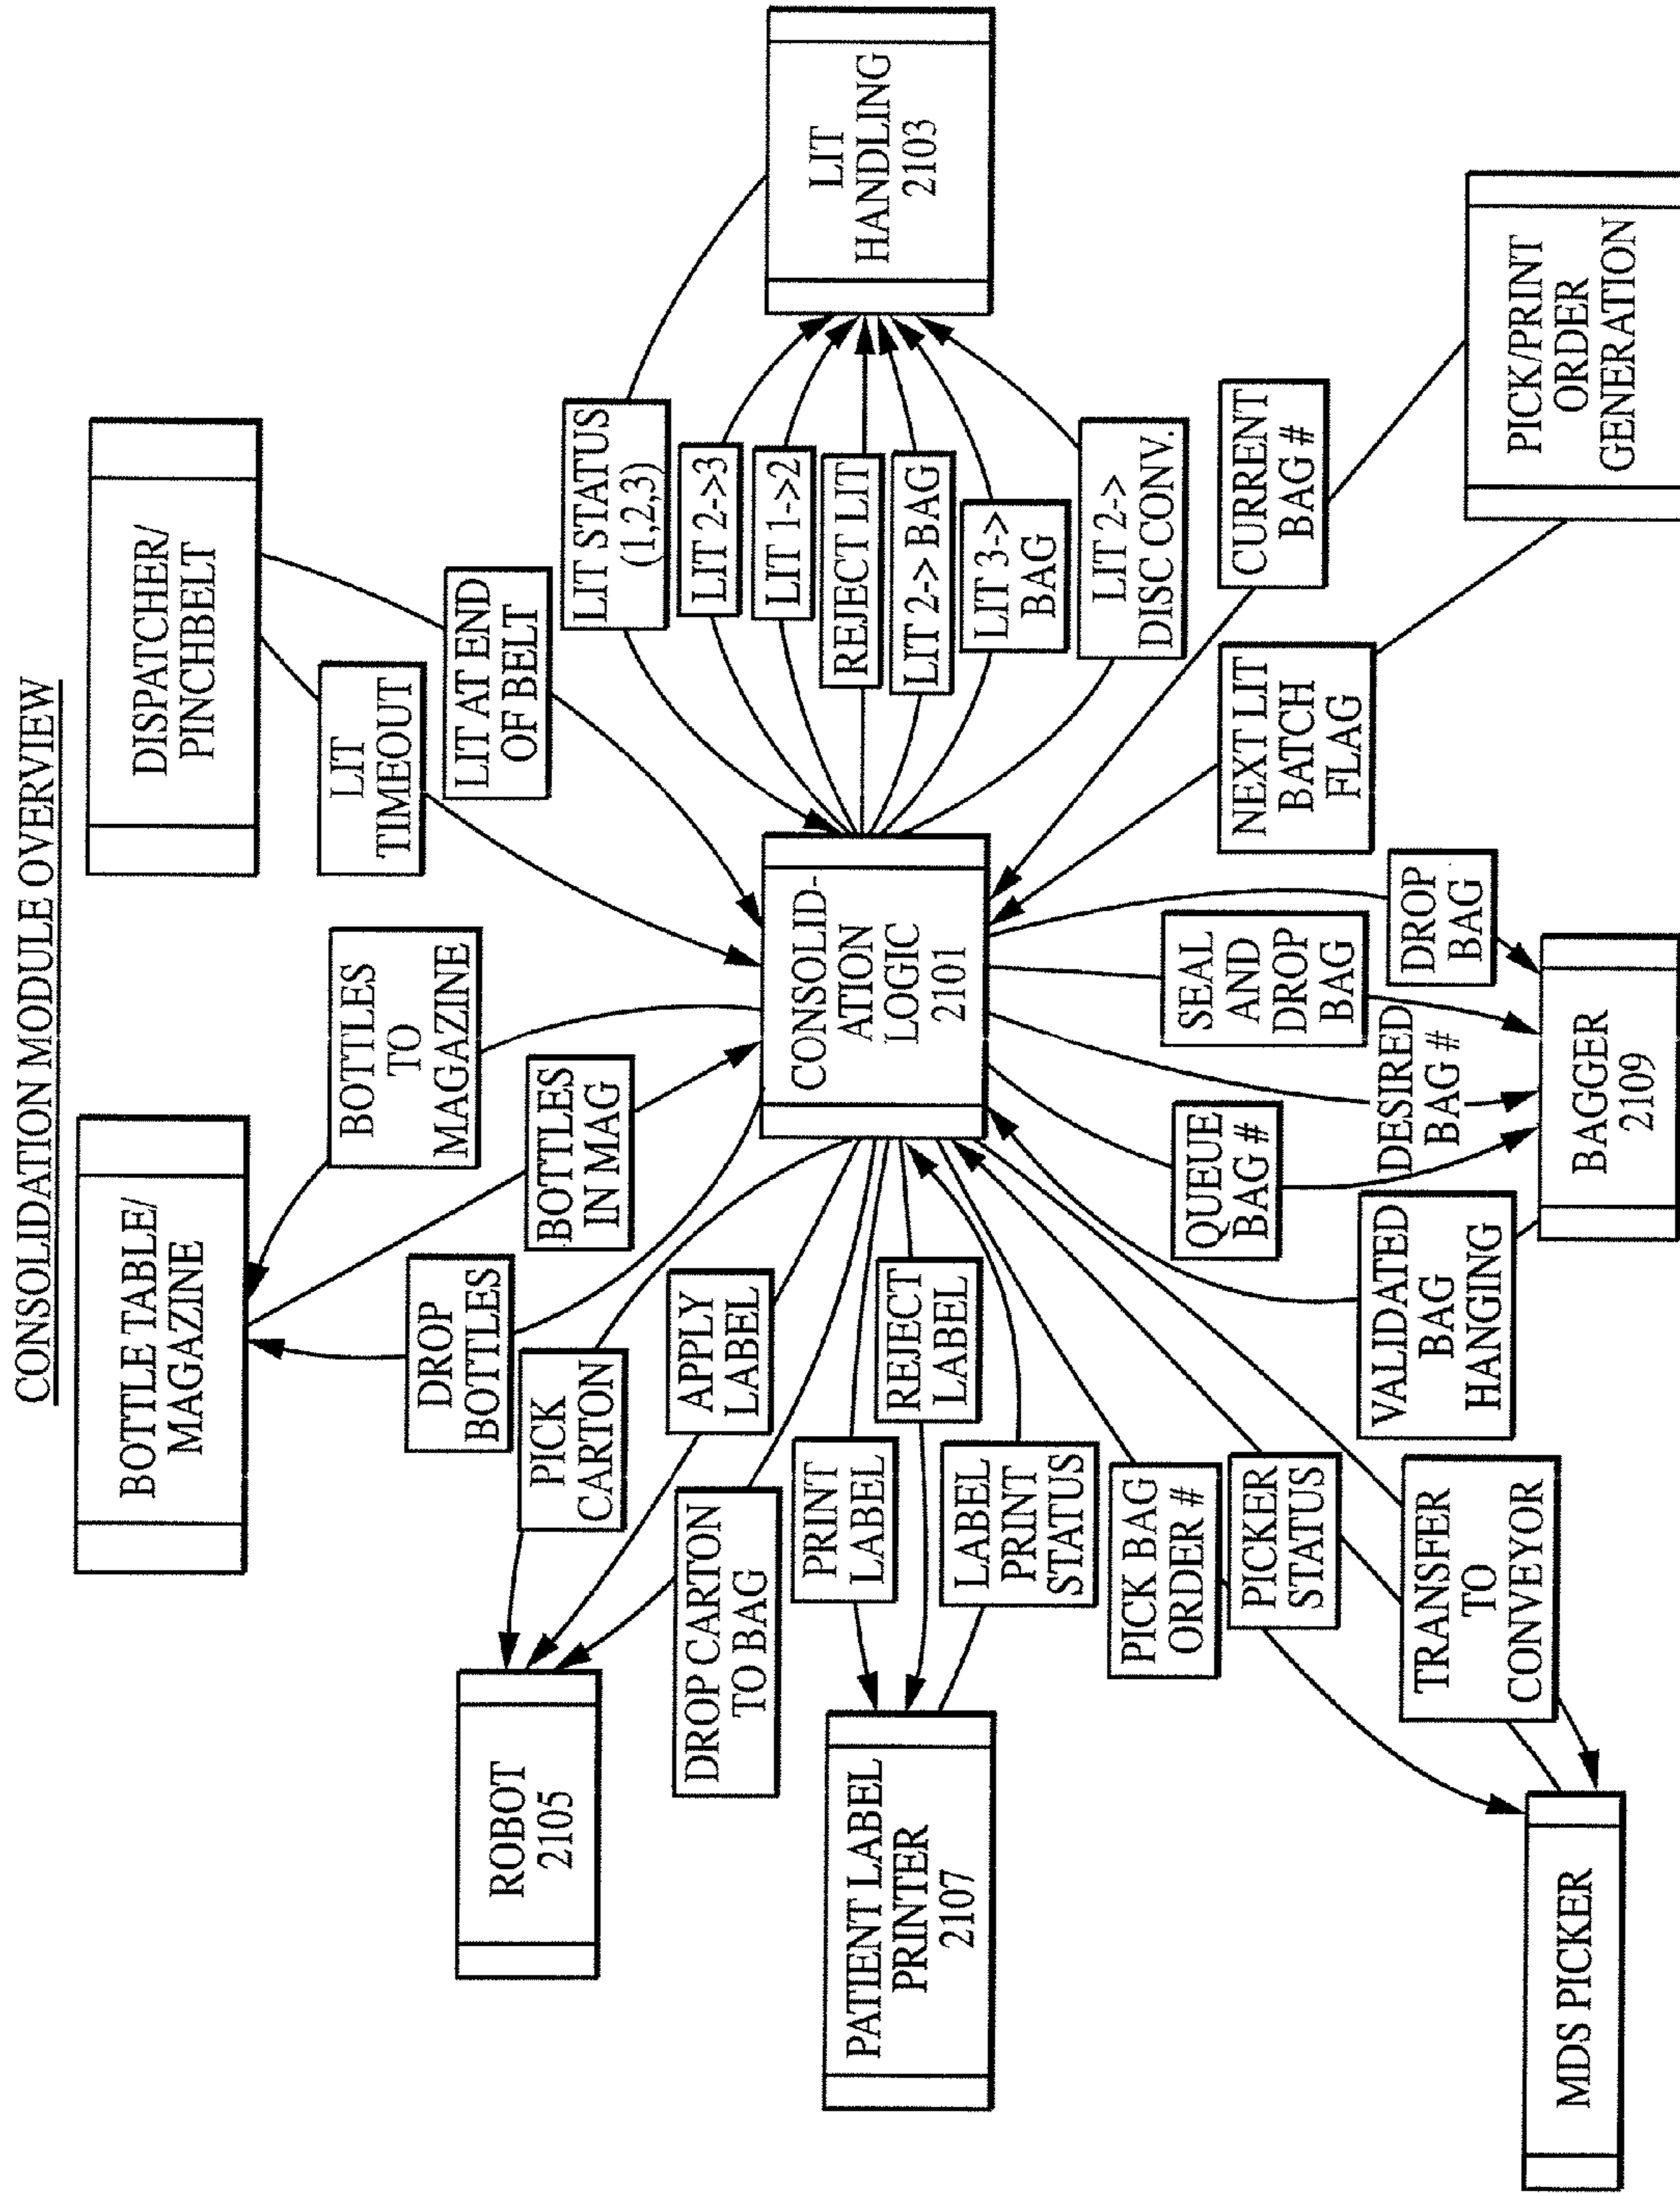 CONSOLIDATION MODULE OVERVIEW
BOTTLE TABLE/
MAGAZINE
DISPATCHER/
PINCHBELT
BOTTLES
TO
MAGAZINE
LIT
TIMEOUT
DROP
BOTTLES
BOTTLES
IN MAG
LIT AT END
OF BELT
ROBOT
2105
PICK
CARTON
LIT STATUS
(1,2,3)
APPLY
LABEL
LIT 2->3
DROP CARTON
TO BAG
LIT 1->2
LIT
HANDLING
2103
CONSOLID-
ATION
LOGIC
2101
PRINT
LABEL
REJECT LIT
PATIENT LABEL
PRINTER
2107
REJECT
LABEL
LIT 2-> BAG
LABEL
PRINT
STATUS
LIT 3->
BAG
PICK BAG
ORDER #
LIT 2->
DISC CONV.
PICKER
STATUS
QUEUE
BAG #
SEAL
AND
DROP
BAG
NEXT LIT
BATCH
FLAG
CURRENT
BAG #
TRANSFER
TO
CONVEYOR
VALIDATED
BAG
HANGING
DESIRED
BAG #
DROP
BAG
MDS PICKER
BAGGER
2109
PICK/PRINT
ORDER
GENERATION